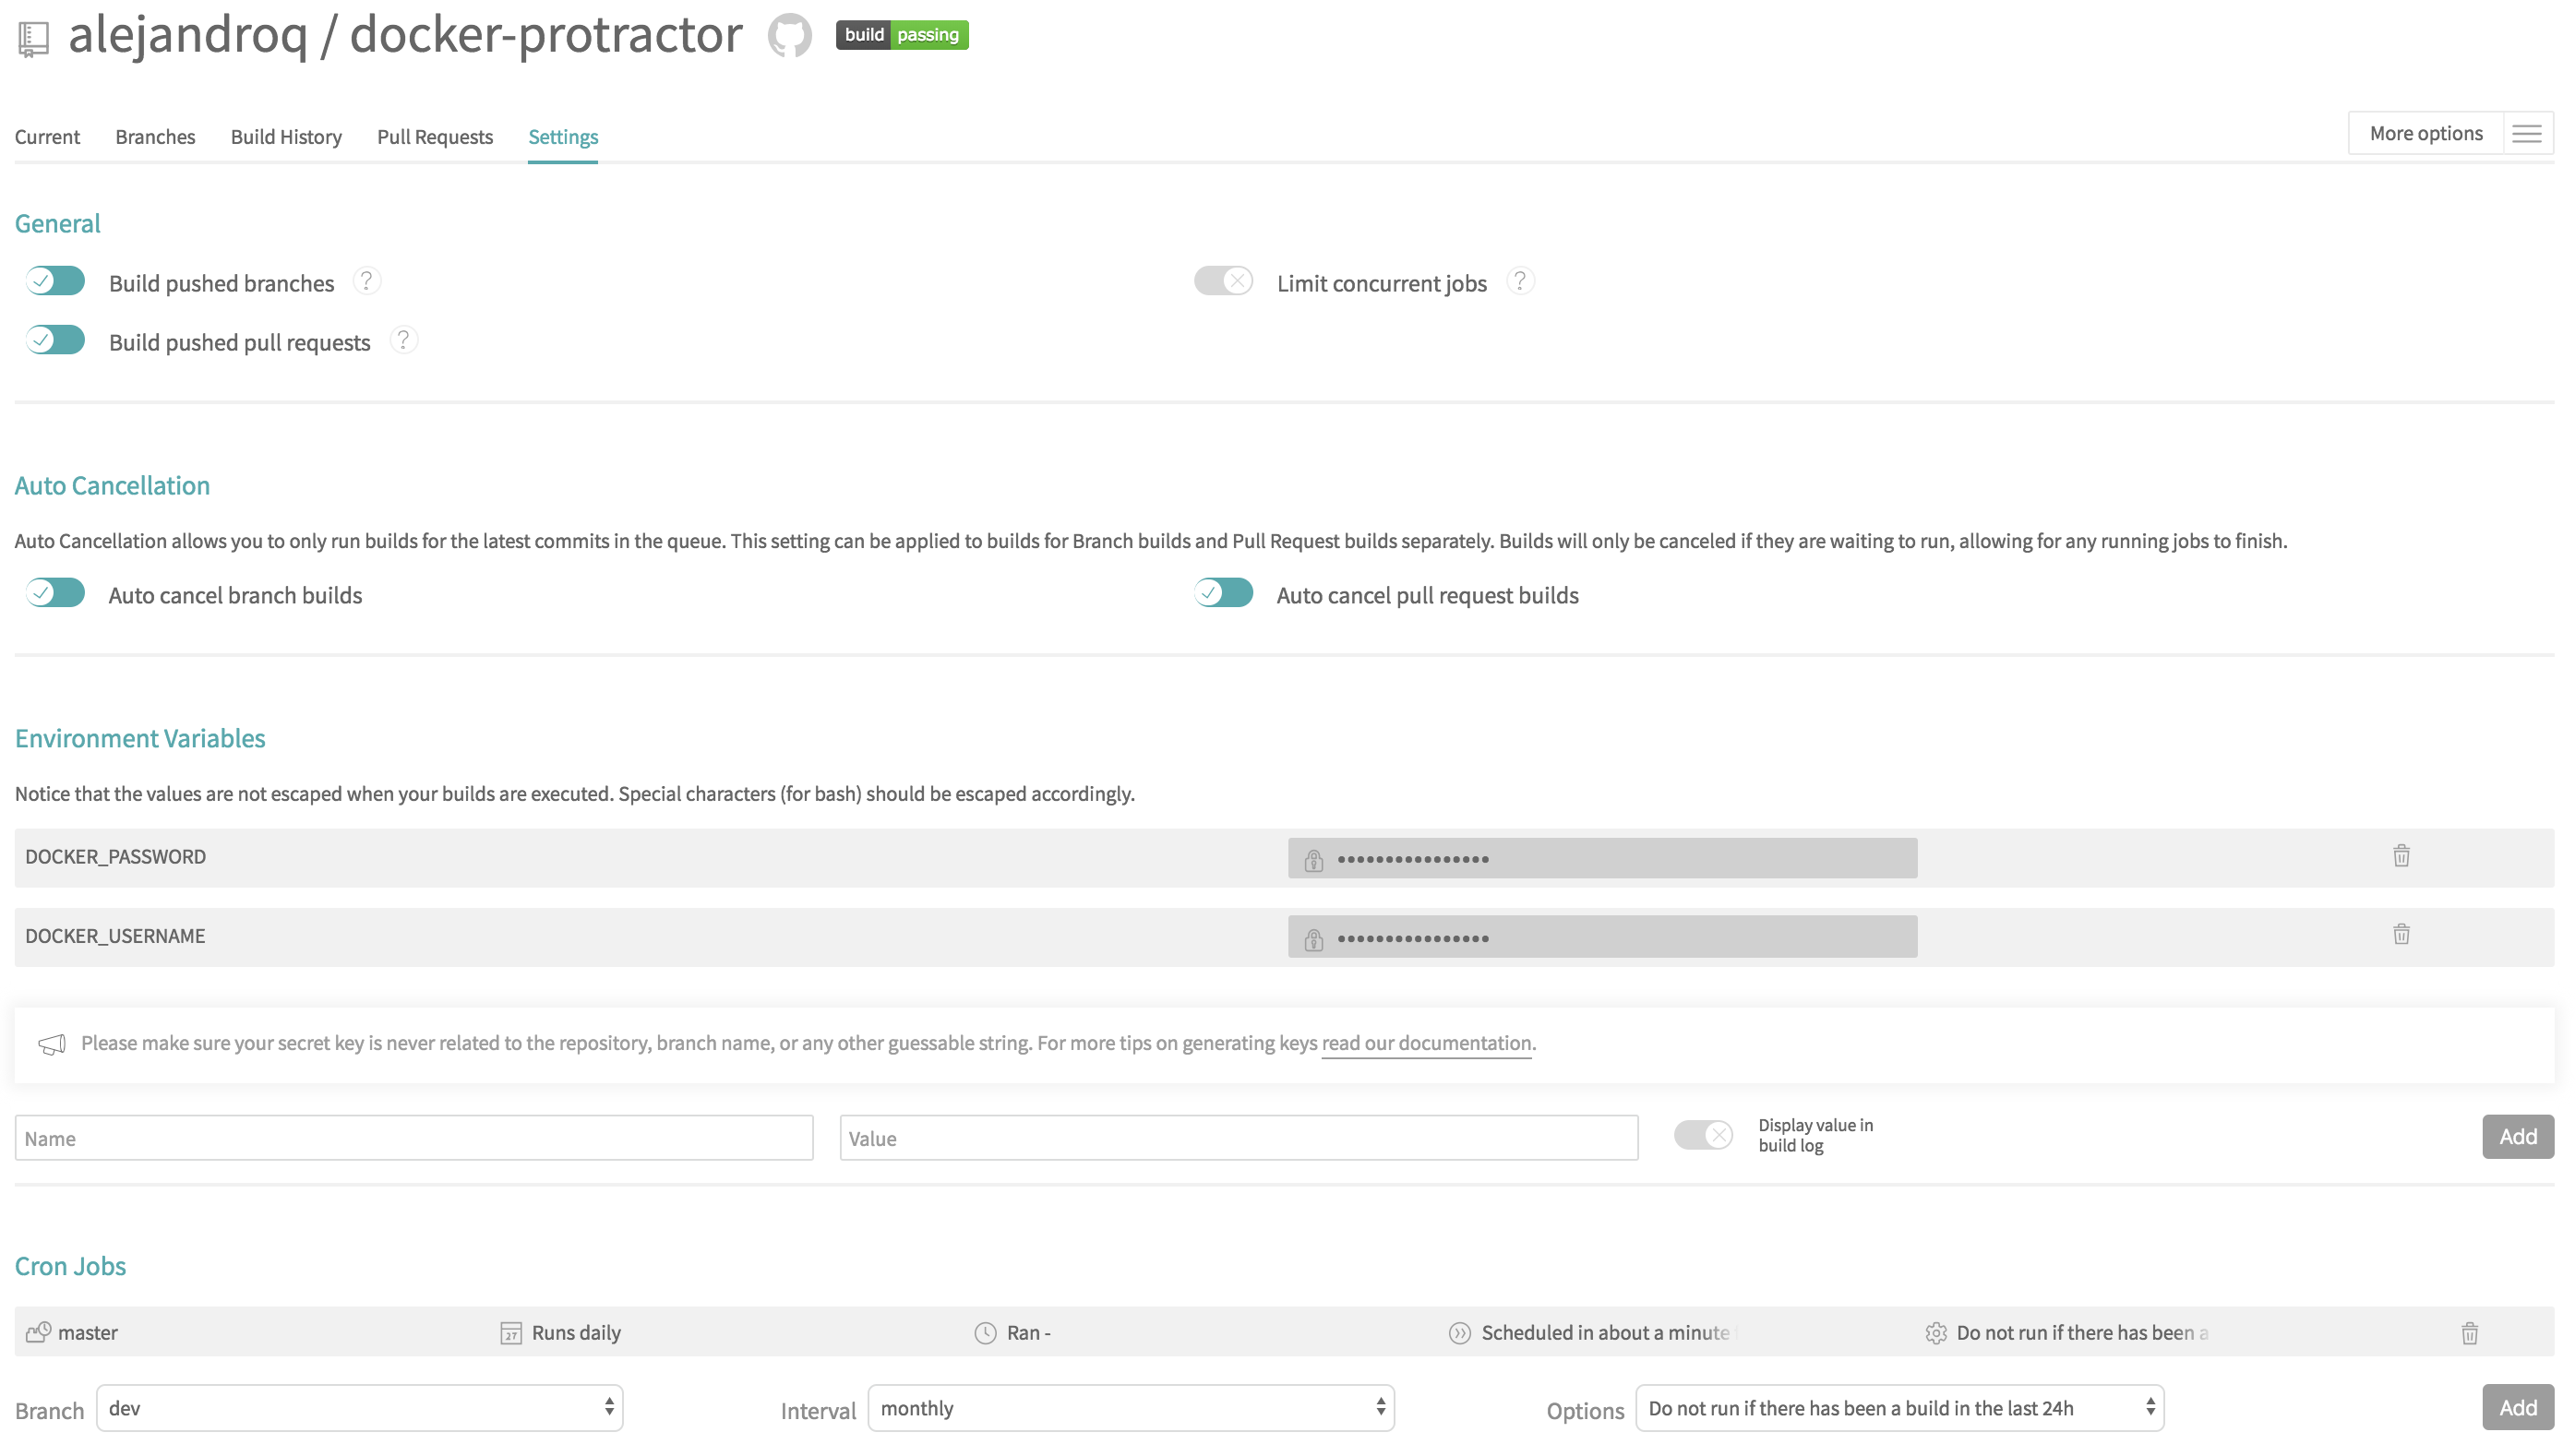 alejandroq / docker-protractor build passing
Current Branches Build History Pull Requests Settings More options
General
Build pushed branches ? Limit concurrent jobs ?
Build pushed pull requests ?
Auto Cancellation
Auto Cancellation allows you to only run builds for the latest commits in the queue. This setting can be applied to builds for Branch builds and Pull Request builds separately. Builds will only be canceled if they are waiting to run, allowing for any running jobs to finish.
Auto cancel branch builds Auto cancel pull request builds
Environment Variables
Notice that the values are not escaped when your builds are executed. Special characters (for bash) should be escaped accordingly.
DOCKER_PASSWORD ••••••••••••••••
DOCKER_USERNAME ••••••••••••••••
Please make sure your secret key is never related to the repository, branch name, or any other guessable string. For more tips on generating keys read our documentation.
Name Value Display value in
build log Add
Cron Jobs
master 27 Runs daily Ran - Scheduled in about a minute Do not run if there has been a
Branch dev Interval monthly Options Do not run if there has been a build in the last 24h Add